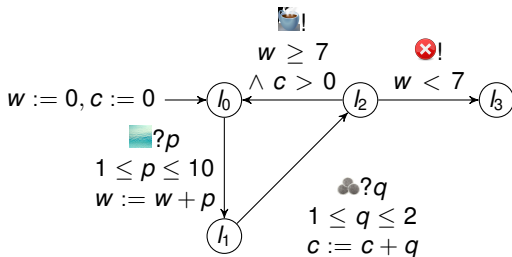 !
w ≥ 7
∧ c > 0
!
w < 7
w := 0, c := 0
l0
l2
l3
?p
1 ≤ p ≤ 10
w := w + p
?q
1 ≤ q ≤ 2
c := c + q
l1